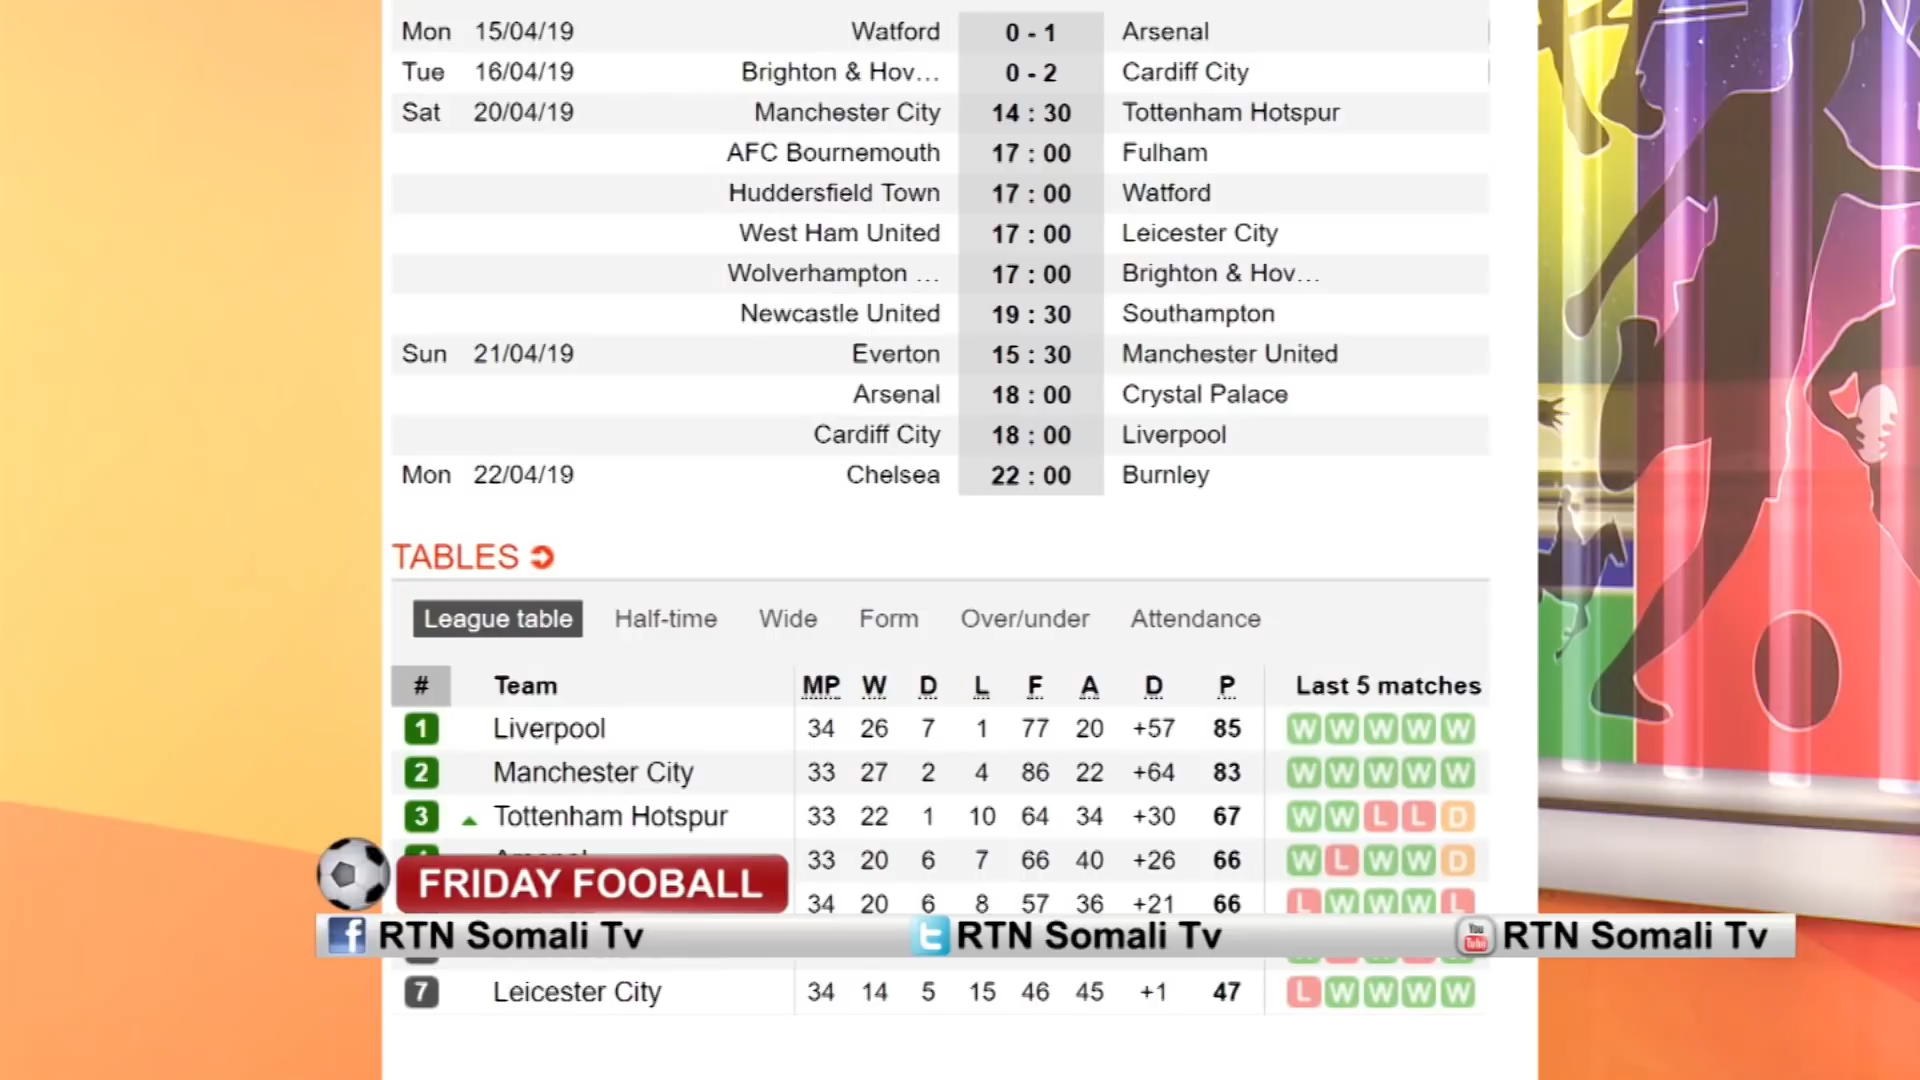 Mon 15/04/19 Watford 0 - 1 Arsenal
Tue 16/04/19 Brighton & Hov... 0 - 2 Cardiff City
Sat 20/04/19 Manchester City 14 : 30 Tottenham Hotspur
AFC Bournemouth 17 : 00 Fulham
Huddersfield Town 17 : 00 Watford
West Ham United 17 : 00 Leicester City
Wolverhampton ... 17 : 00 Brighton & Hov...
Newcastle United 19 : 30 Southampton
Sun 21/04/19 Everton 15 : 30 Manchester United
Arsenal 18 : 00 Crystal Palace
Cardiff City 18 : 00 Liverpool
Mon 22/04/19 Chelsea 22 : 00 Burnley
TABLES
League table Half-time Wide Form Over/under Attendance
# Team MP W D L F A D P Last 5 matches
1 Liverpool 34 26 7 1 77 20 +57 85 W W W W W
2 Manchester City 33 27 2 4 86 22 +64 83 W W W W W
3 Tottenham Hotspur 33 22 1 10 64 34 +30 67 W W L L D
33 20 6 7 66 40 +26 66 W L W W D
FRIDAY FOOBALL
34 20 6 8 57 36 +21 66 L W W W L
f RTN Somali Tv t RTN Somali Tv You Tube RTN Somali Tv
7 Leicester City 34 14 5 15 46 45 +1 47 L W W W W